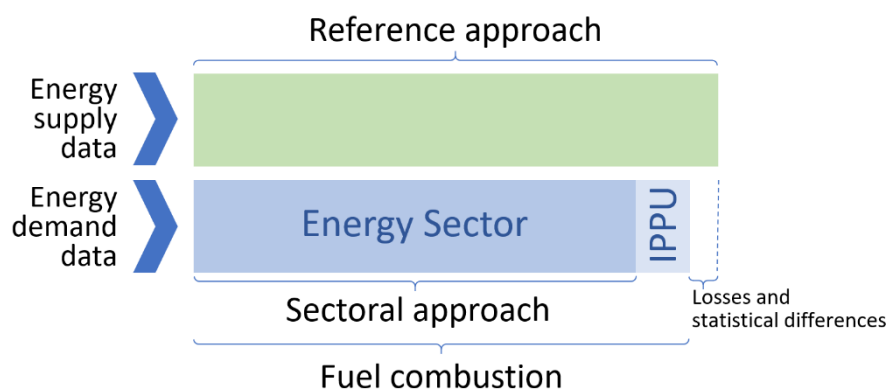 Reference approach
Energy
supply
data
Energy
demand
data
Energy Sector
IPPU
Sectoral approach
Losses and
statistical differences
Fuel combustion